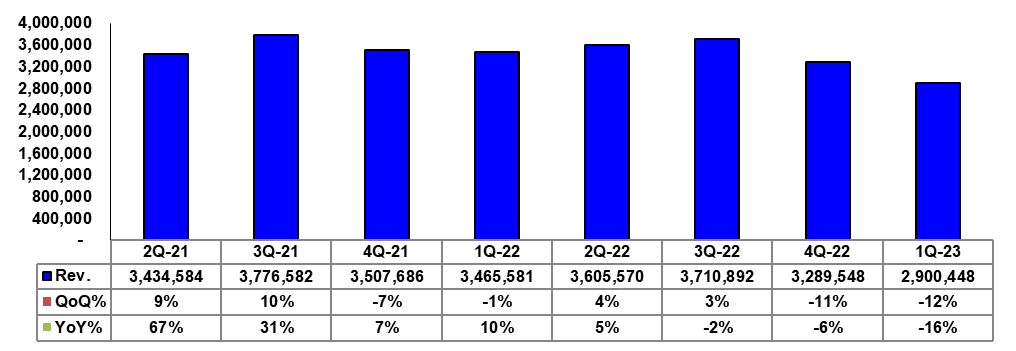 4,000,000
3,600,000
3,200,000
2,800,000
2,400,000
2,000,000
1,600,000
1,200,000
800,000
400,000
-
2Q-21 3Q-21 4Q-21 1Q-22 2Q-22 3Q-22 4Q-22 1Q-23
Rev. 3,434,584 3,776,582 3,507,686 3,465,581 3,605,570 3,710,892 3,289,548 2,900,448
QoQ% 9% 10% -7% -1% 4% 3% -11% -12%
YoY% 67% 31% 7% 10% 5% -2% -6% -16%